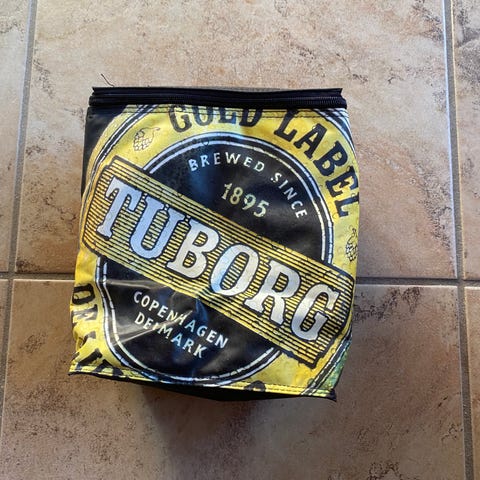 GOLD LABEL
BREWED SINCE
1895
TUBORG
COPENHAGEN
DENMARK